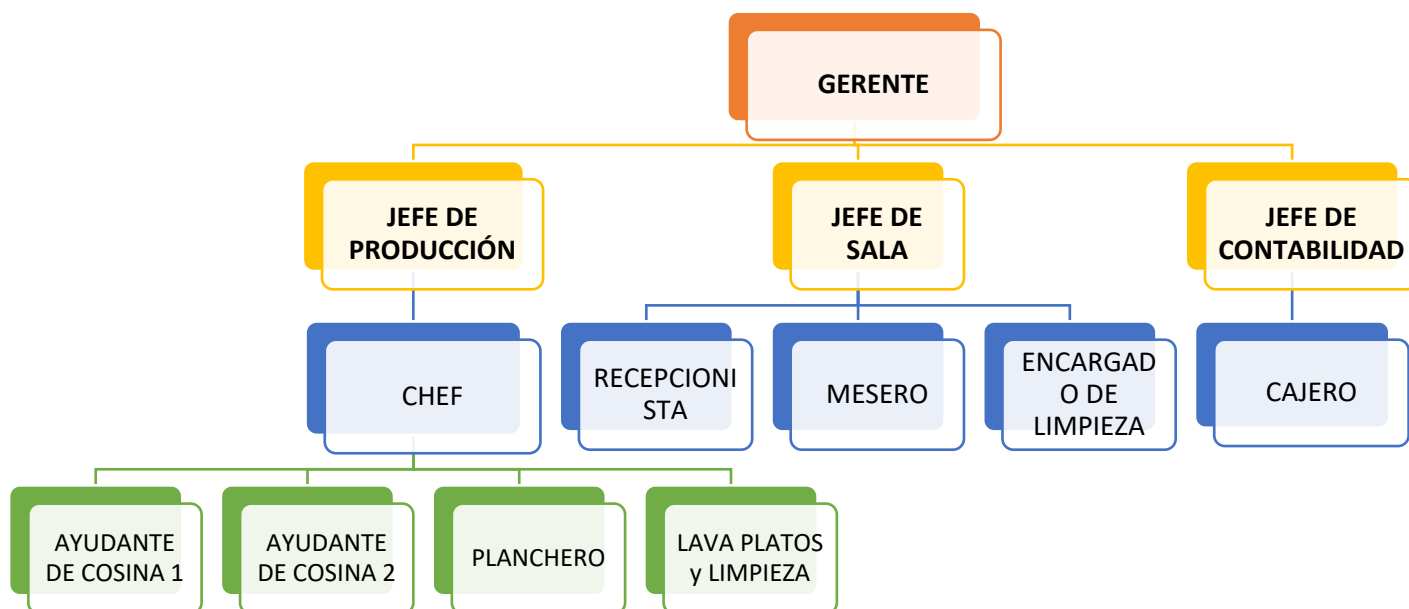 GERENTE
JEFE DE
PRODUCCIÓN
JEFE DE
SALA
JEFE DE
CONTABILIDAD
CHEF
RECEPCIONI
STA
MESERO
ENCARGAD
O DE
LIMPIEZA
CAJERO
AYUDANTE
DE COSINA 1
AYUDANTE
DE COSINA 2
PLANCHERO
LAVA PLATOS
y LIMPIEZA